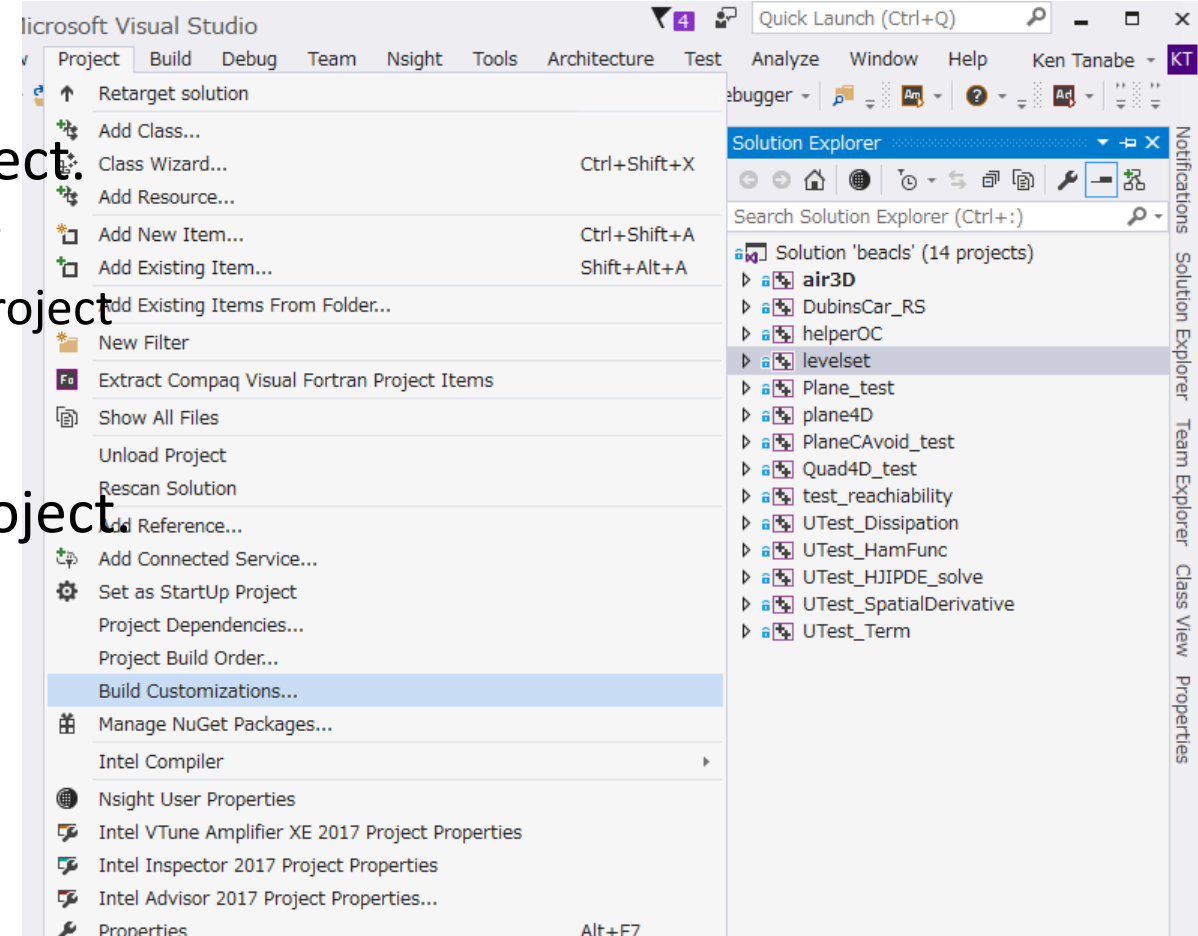 Microsoft Visual Studio
4
Quick Launch (Ctrl+Q)
Project Build Debug Team Nsight Tools Architecture Test Analyze Window Help Ken Tanabe KT
ebugger
Am
Ad
Retarget solution
Add Class...
ect.
Class Wizard... Ctrl+Shift+X
Add Resource...
Add New Item... Ctrl+Shift+A
Add Existing Item... Shift+Alt+A
roject
Add Existing Items From Folder...
New Filter
Fo
Extract Compaq Visual Fortran Project Items
Show All Files
Unload Project
Rescan Solution
oject.
Add Reference...
Add Connected Service...
Set as StartUp Project
Project Dependencies...
Project Build Order...
Build Customizations...
Manage NuGet Packages...
Intel Compiler
Nsight User Properties
Intel VTune Amplifier XE 2017 Project Properties
Intel Inspector 2017 Project Properties
Intel Advisor 2017 Project Properties...
Properties Alt+F7
Solution Explorer
Search Solution Explorer (Ctrl+:)
Solution 'beacls' (14 projects)
air3D
DubinsCar_RS
helperOC
levelset
Plane_test
plane4D
PlaneCAvoid_test
Quad4D_test
test_reachiability
UTest_Dissipation
UTest_HamFunc
UTest_HJIPDE_solve
UTest_SpatialDerivative
UTest_Term
Notifications
Solution Explorer
Team Explorer
Class View
Properties